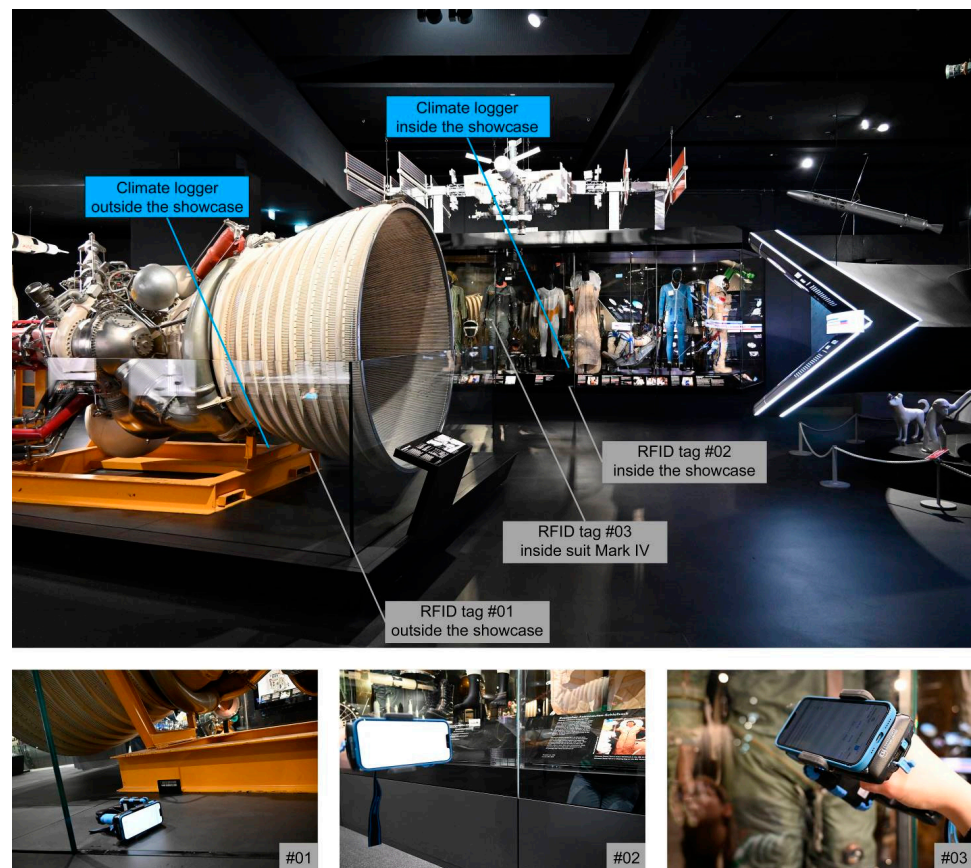 Climate logger
inside the showcase
Climate logger
outside the showcase
RFID tag #02
inside the showcase
RFID tag #03
inside suit Mark IV
RFID tag #01
outside the showcase
#01
#02
#03